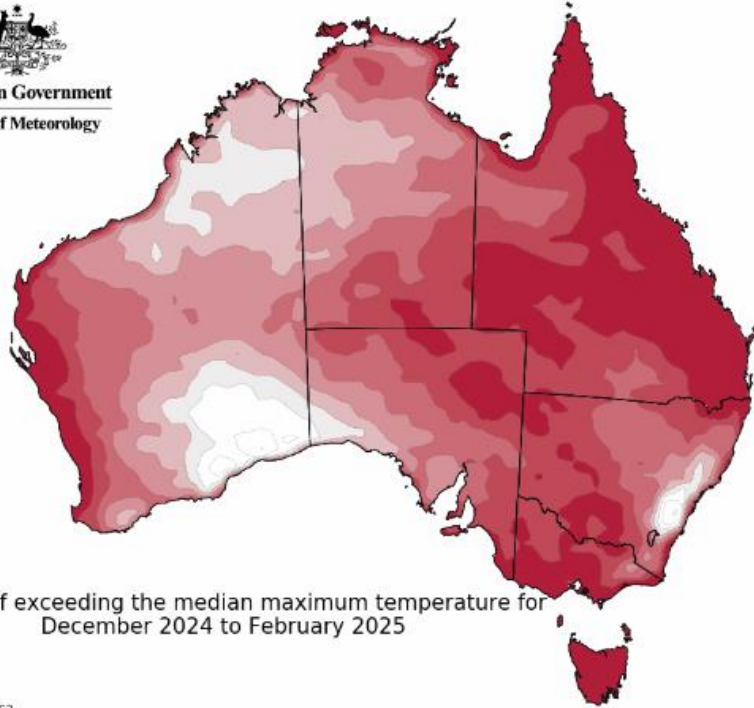 n Government
f Meteorology
f exceeding the median maximum temperature for
December 2024 to February 2025